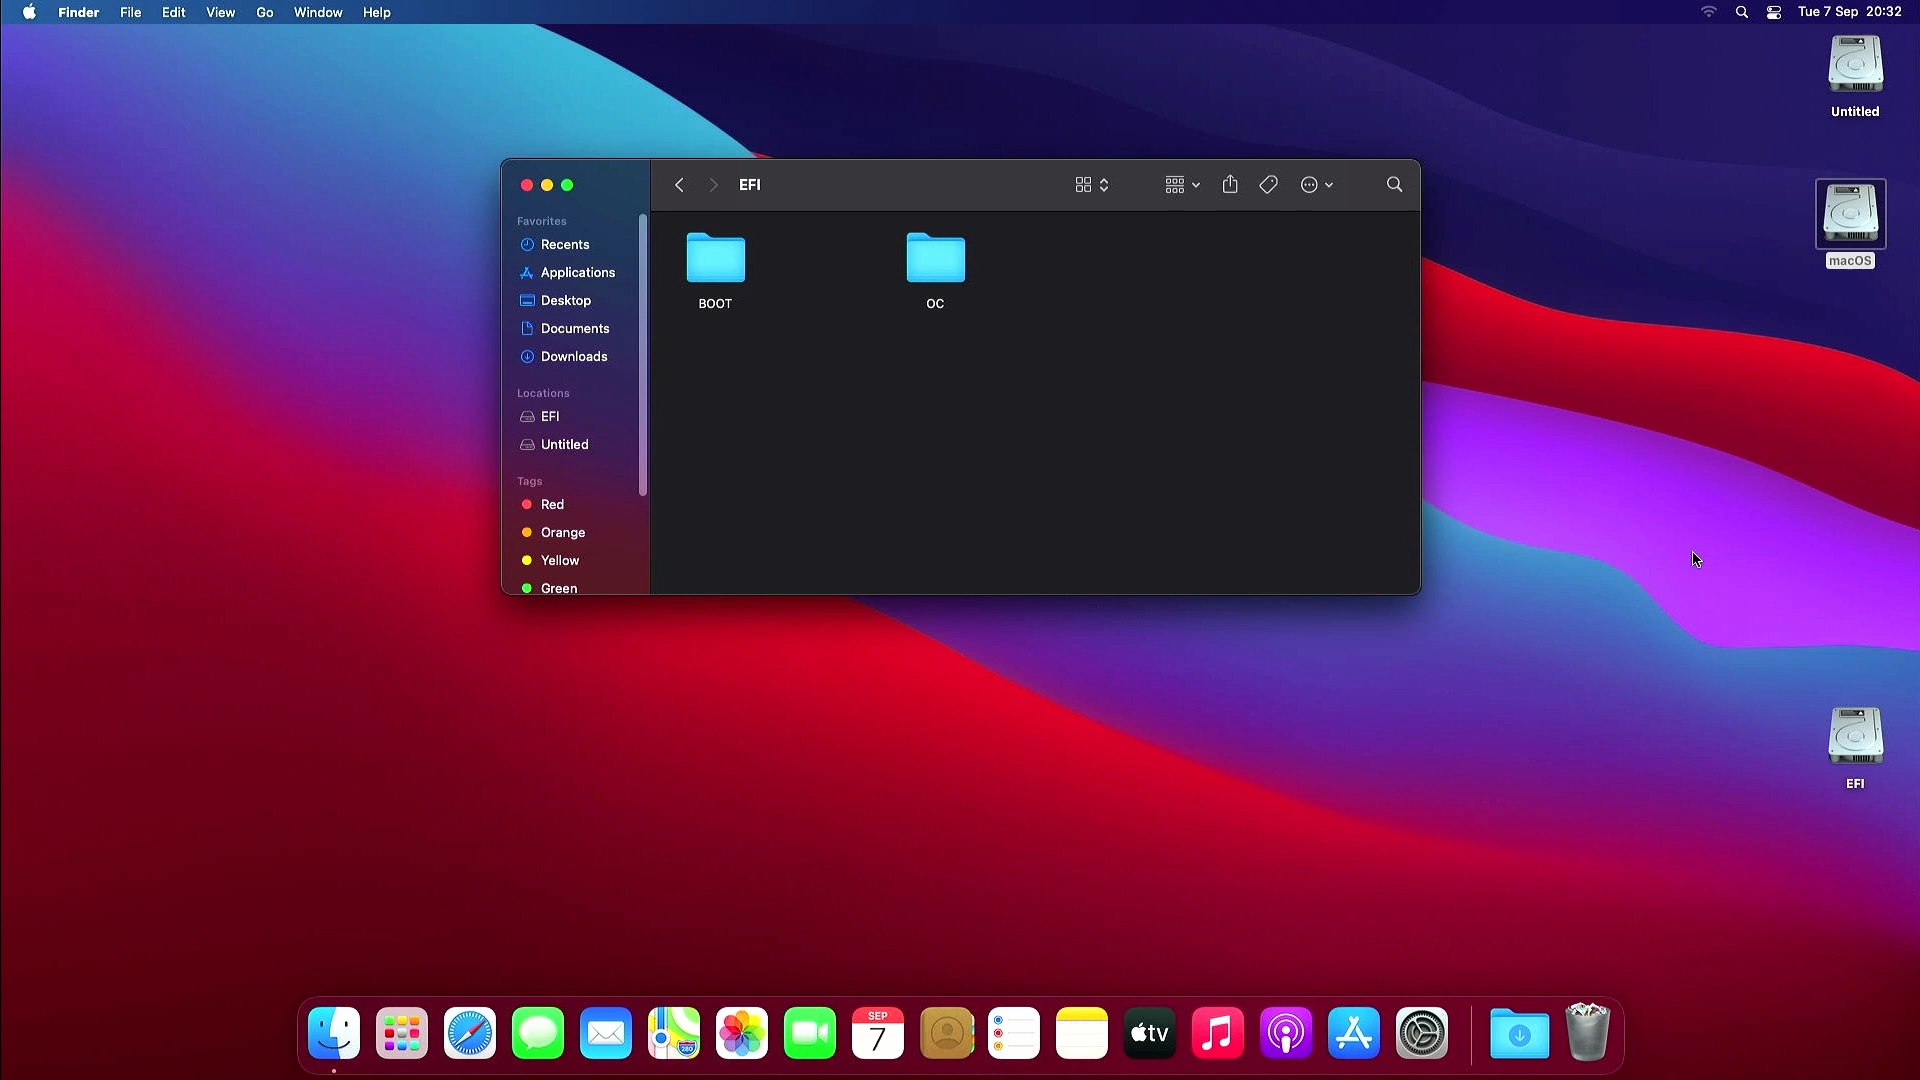 Finder File Edit View Go Window Help Tue 7 Sep 20:32
Untitled
macOS
EFI
EFI
Favorites
Recents
Applications
Desktop
Documents
Downloads
Locations
EFI
Untitled
Tags
Red
Orange
Yellow
Green
BOOT OC
SEP
7
280
tv